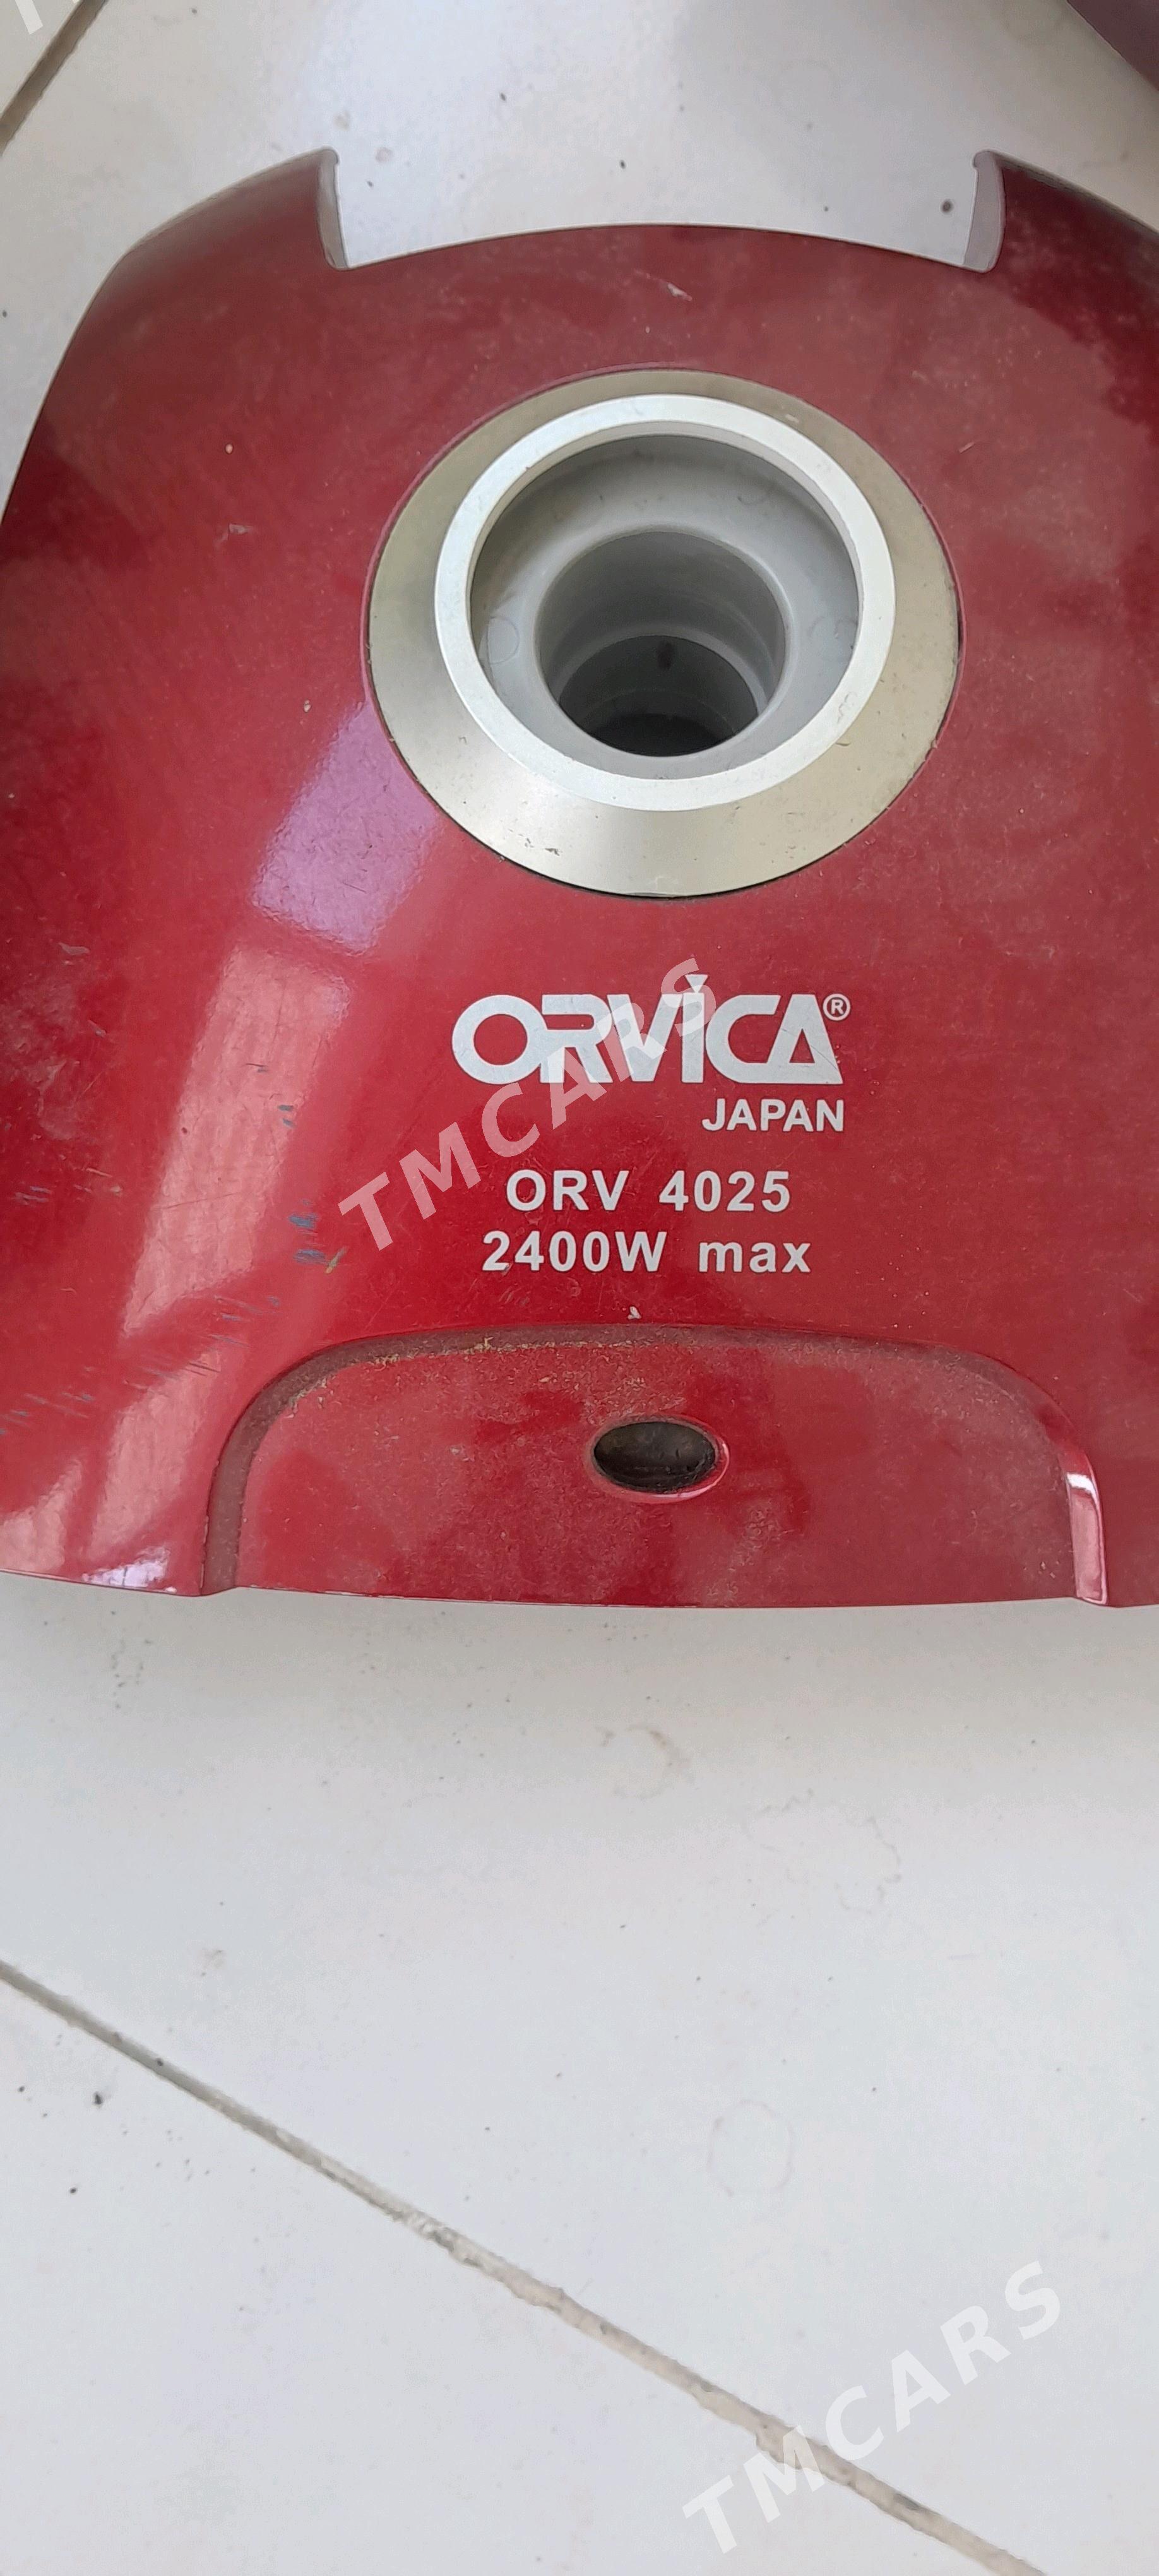 ORVICA®
JAPAN
ORV 4025
2400W max
TMCARS
TMCARS